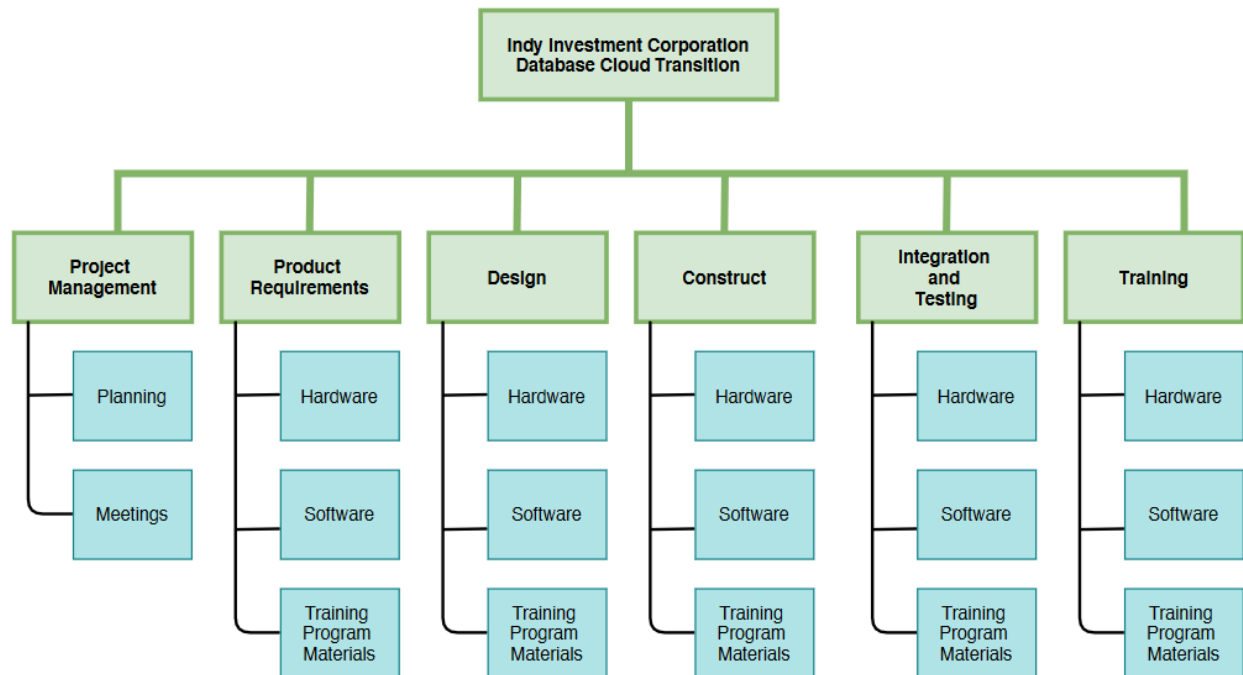 Indy Investment Corporation
Database Cloud Transition
Project
Management
Product
Requirements
Design
Construct
Integration
and
Testing
Training
Planning
Hardware
Hardware
Hardware
Hardware
Hardware
Meetings
Software
Software
Software
Software
Software
Training
Program
Materials
Training
Program
Materials
Training
Program
Materials
Training
Program
Materials
Training
Program
Materials